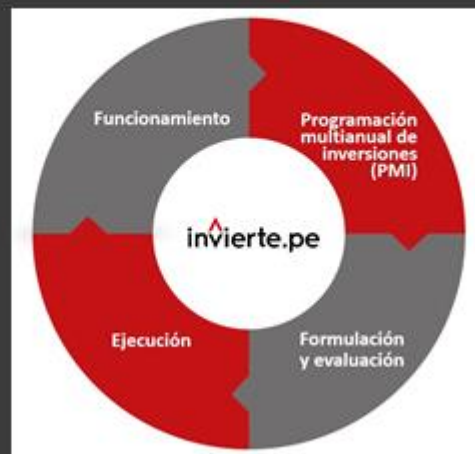 Funcionamiento
Programación
multianual de
inversiones
(PMI)
invierte.pe
Ejecución
Formulación
y evaluación